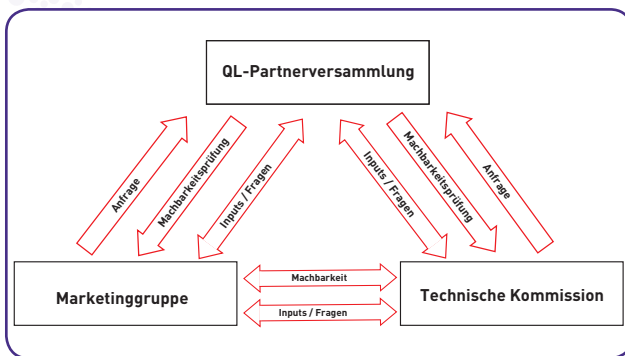 QL-Partnerversammlung
Anfrage
Machbarkeitsprüfung
Inputs / Fragen
Inputs / Fragen
Machbarkeitsprüfung
Anfrage
Marketinggruppe
Machbarkeit
Inputs / Fragen
Technische Kommission